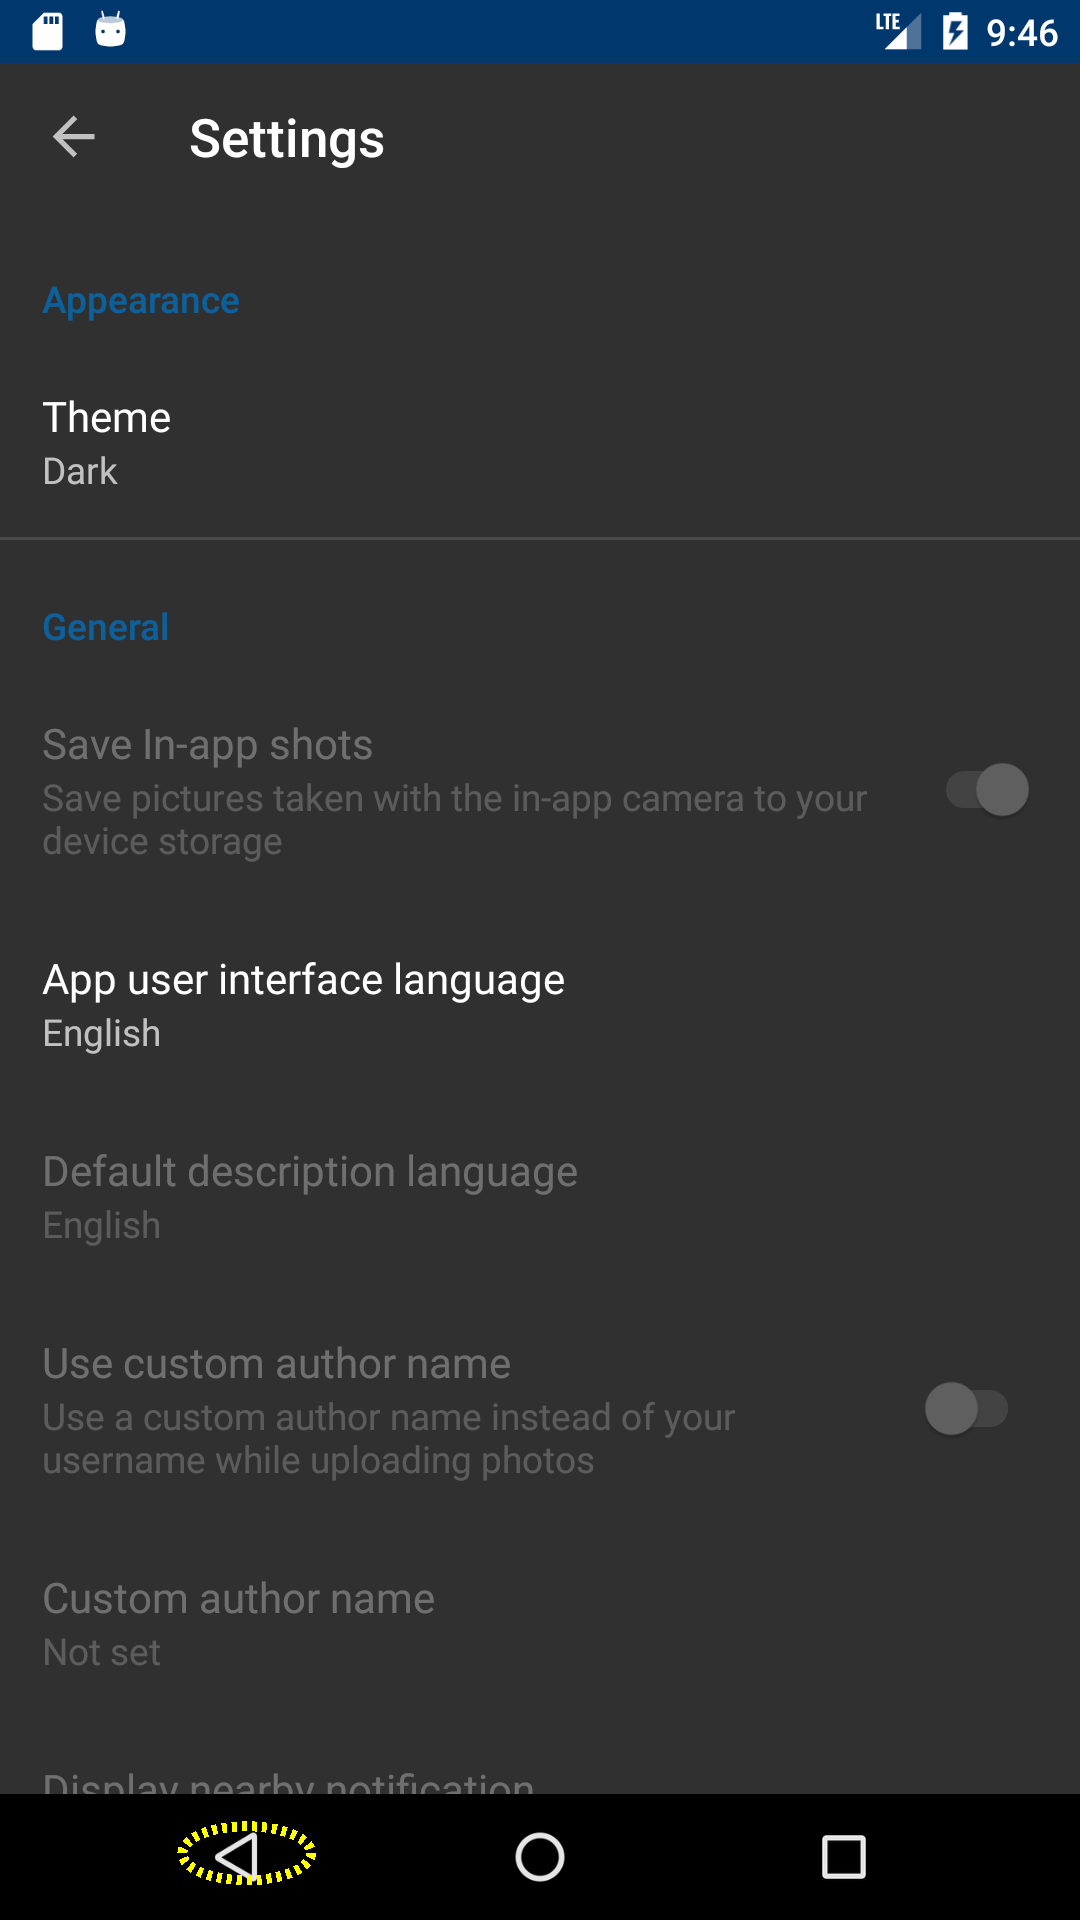 LTE 9:46
Settings
Appearance
Theme
Dark
General
Save In-app shots
Save pictures taken with the in-app camera to your
device storage
App user interface language
English
Default description language
English
Use custom author name
Use a custom author name instead of your
username while uploading photos
Custom author name
Not set
Display nearby notification